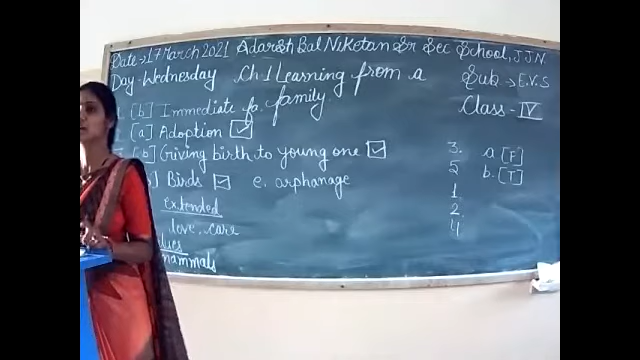 Date → 17 March 2021 Adarsh Bal Niketan Sr Sec School, JJN.
Day - Wednesday Ch 1 Learning from a family. Sub. → E.V.S
Class - IV
[b] Immediate fa.
[a] Adoption ✓
[b] Giving birth to young one ✓
Birds ✓ e. orphanage
extended
love, care
mammals
3. a [F]
5 b. [T]
1.
2.
4